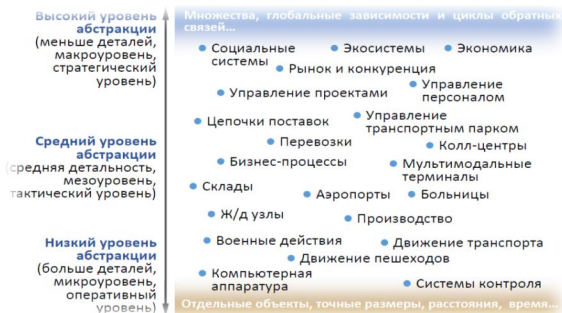 Высокий уровень
абстракции
(меньше деталей,
макроуровень,
стратегический
уровень)
Средний уровень
абстракции
(средняя детальность,
мезоуровень,
тактический уровень)
Низкий уровень
абстракции
(больше деталей,
микроуровень,
оперативный
уровень)
Множества, глобальные зависимости и циклы обратных
связей...
Социальные
системы
Экосистемы
Экономика
Рынок и конкуренция
Управление проектами
Управление
персоналом
Цепочки поставок
Управление
транспортным парком
Перевозки
Колл-центры
Бизнес-процессы
Мультимодальные
терминалы
Склады
Аэропорты
Больницы
Ж/д узлы
Производство
Военные действия
Движение транспорта
Движение пешеходов
Компьютерная
аппаратура
Системы контроля
Отдельные объекты, точные размеры, расстояния, время...